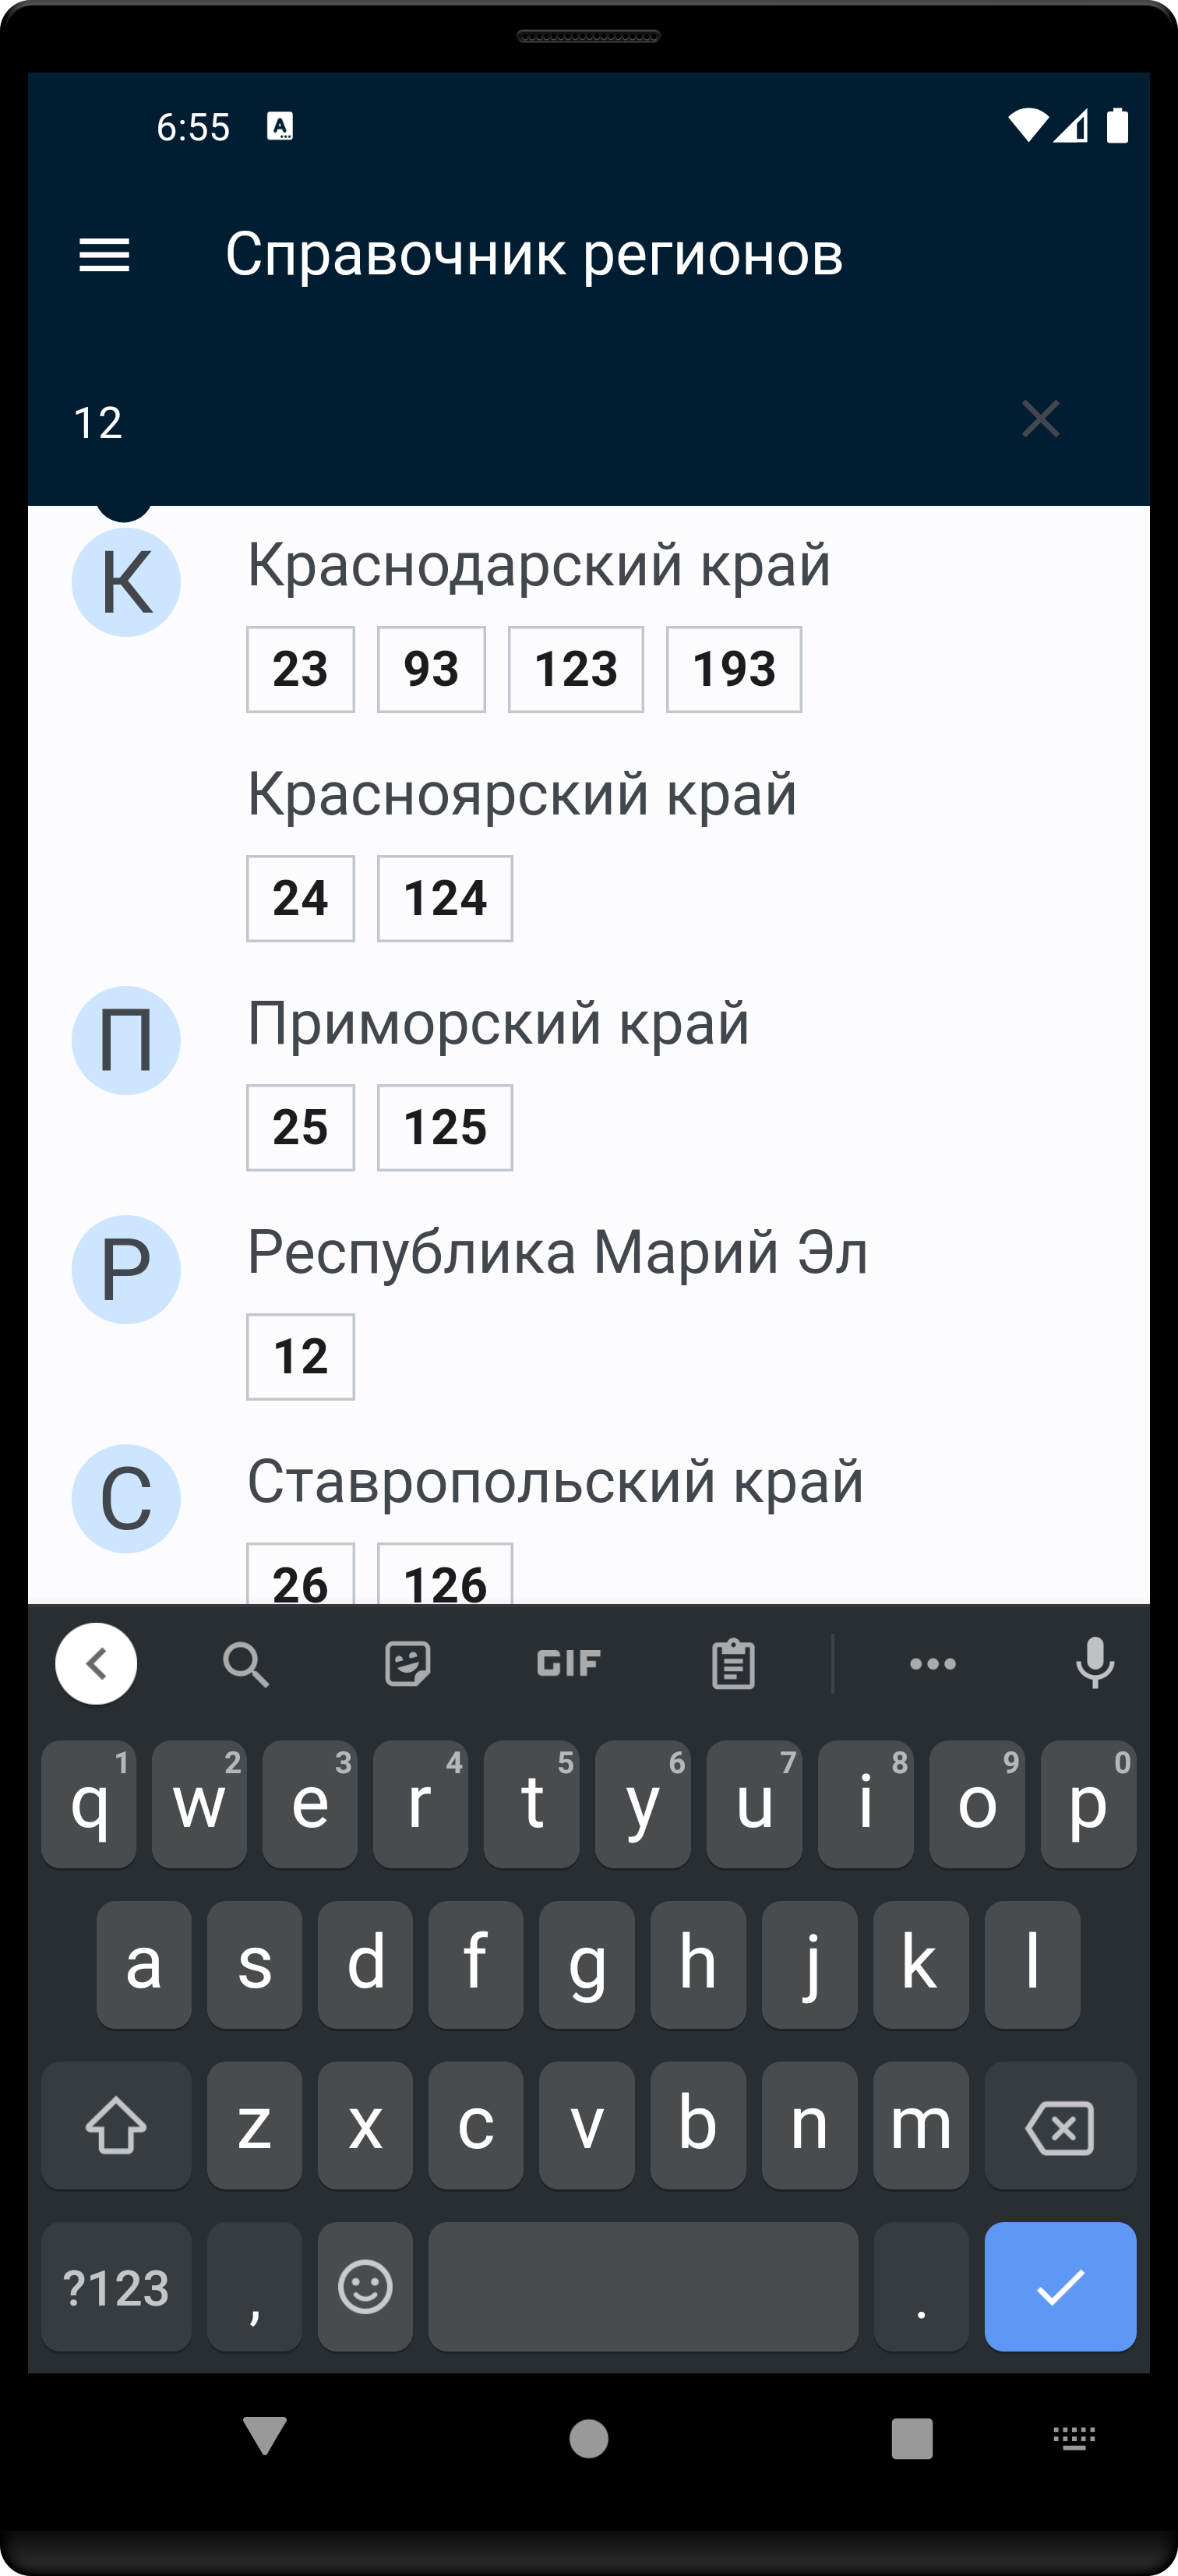 6:55 A
Справочник регионов
12
К Краснодарский край
23 93 123 193
Красноярский край
24 124
П Приморский край
25 125
Р Республика Марий Эл
12
С Ставропольский край
26 126
GIF
q 1 w 2 e 3 r 4 t 5 y 6 u 7 i 8 o 9 p 0
a s d f g h j k l
z x c v b n m
?123 , .